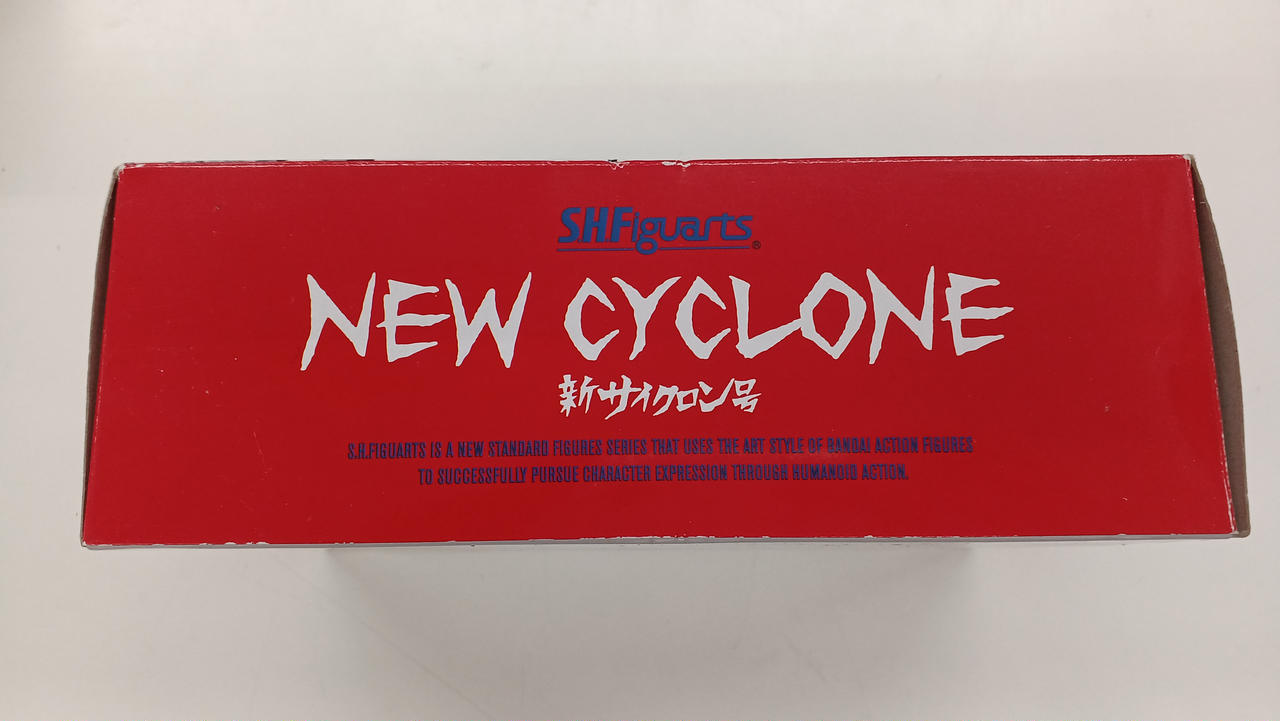 S.H.Figuarts®
NEW CYCLONE
新サイクロン号
S.H.FIGUARTS IS A NEW STANDARD FIGURES SERIES THAT USES THE ART STYLE OF BANDAI ACTION FIGURES
TO SUCCESSFULLY PURSUE CHARACTER EXPRESSION THROUGH HUMANOID ACTION.